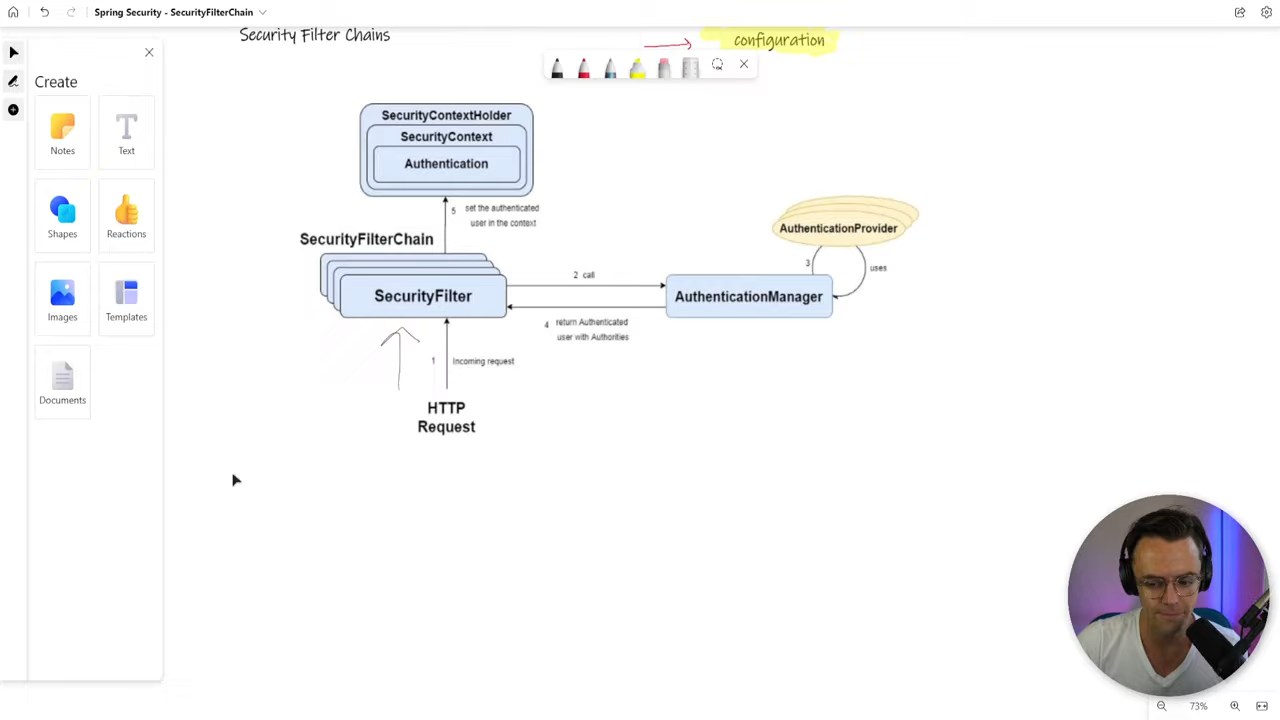 Spring Security - SecurityFilterChain
Security Filter Chains
configuration
Create
Notes
Text
Shapes
Reactions
Images
Templates
Documents
SecurityContextHolder
SecurityContext
Authentication
5 set the authenticated
user in the context
SecurityFilterChain
SecurityFilter
2 call
AuthenticationProvider
3
uses
AuthenticationManager
4 return Authenticated
user with Authorities
1 Incoming request
HTTP
Request
73%